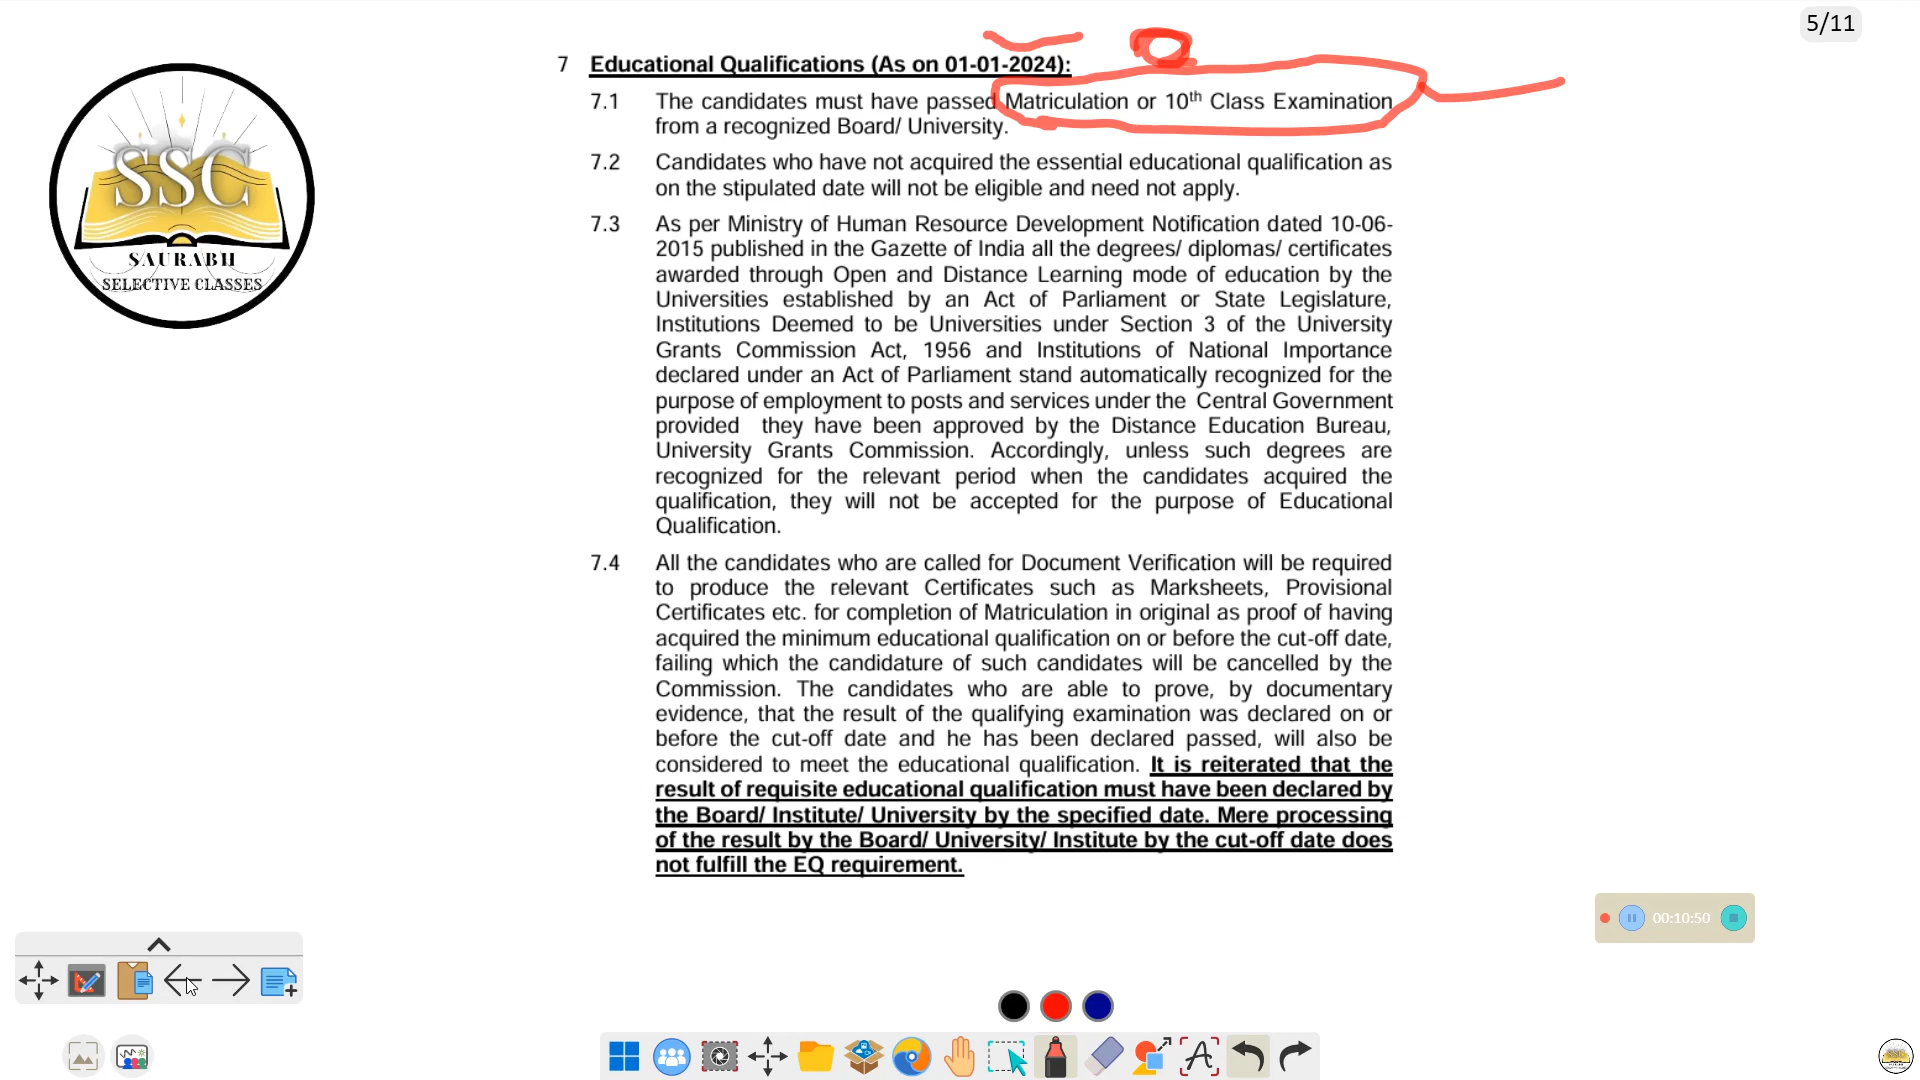 5/11
7 Educational Qualifications (As on 01-01-2024):
7.1 The candidates must have passed Matriculation or 10th Class Examination
from a recognized Board/ University.
7.2 Candidates who have not acquired the essential educational qualification as
on the stipulated date will not be eligible and need not apply.
7.3 As per Ministry of Human Resource Development Notification dated 10-06-
2015 published in the Gazette of India all the degrees/ diplomas/ certificates
awarded through Open and Distance Learning mode of education by the
Universities established by an Act of Parliament or State Legislature,
Institutions Deemed to be Universities under Section 3 of the University
Grants Commission Act, 1956 and Institutions of National Importance
declared under an Act of Parliament stand automatically recognized for the
purpose of employment to posts and services under the Central Government
provided they have been approved by the Distance Education Bureau,
University Grants Commission. Accordingly, unless such degrees are
recognized for the relevant period when the candidates acquired the
qualification, they will not be accepted for the purpose of Educational
Qualification.
7.4 All the candidates who are called for Document Verification will be required
to produce the relevant Certificates such as Marksheets, Provisional
Certificates etc. for completion of Matriculation in original as proof of having
acquired the minimum educational qualification on or before the cut-off date,
failing which the candidature of such candidates will be cancelled by the
Commission. The candidates who are able to prove, by documentary
evidence, that the result of the qualifying examination was declared on or
before the cut-off date and he has been declared passed, will also be
considered to meet the educational qualification. It is reiterated that the
result of requisite educational qualification must have been declared by
the Board/ Institute/ University by the specified date. Mere processing
of the result by the Board/ University/ Institute by the cut-off date does
not fulfill the EQ requirement.
SSC
SAURABH
SELECTIVE CLASSES
00:10:50